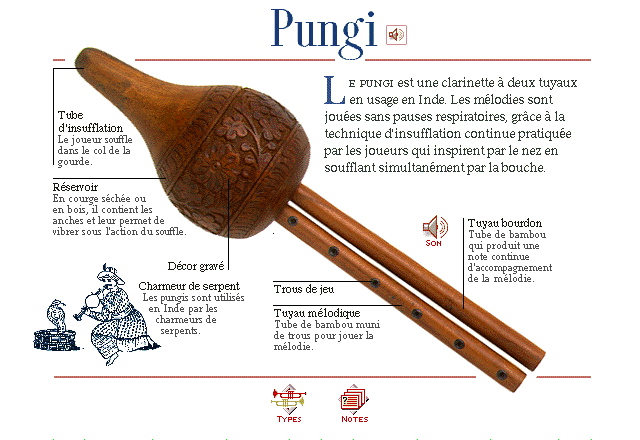 Pungi
LE PUNGI est une clarinette à deux tuyaux
en usage en Inde. Les mélodies sont
jouées sans pauses respiratoires, grâce à la
technique d'insufflation continue pratiquée
par les joueurs qui inspirent par le nez en
soufflant simultanément par la bouche.
Tube
d'insufflation
Le joueur souffle
dans le col de la
gourde.
Réservoir
En courge séchée ou
en bois, il contient les
anches et leur permet de
vibrer sous l'action du souffle.
Décor gravé
Charmeur de serpent
Les pungis sont utilisés
en Inde par les
charmeurs de
serpents.
SON
Tuyau bourdon
Tube de bambou
qui produit une
note continue
d'accompagnement
de la mélodie.
Trous de jeu
Tuyau mélodique
Tube de bambou muni
de trous pour jouer la
mélodie.
TYPES
NOTES